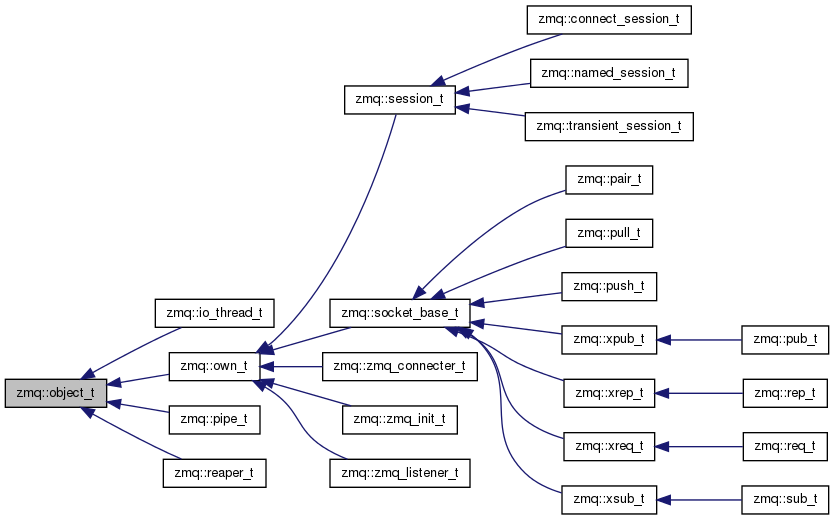 zmq::connect_session_t
zmq::named_session_t
zmq::session_t
zmq::transient_session_t
zmq::pair_t
zmq::pull_t
zmq::push_t
zmq::io_thread_t
zmq::socket_base_t
zmq::xpub_t
zmq::pub_t
zmq::own_t
zmq::zmq_connecter_t
zmq::object_t
zmq::xrep_t
zmq::rep_t
zmq::pipe_t
zmq::zmq_init_t
zmq::xreq_t
zmq::req_t
zmq::reaper_t
zmq::zmq_listener_t
zmq::xsub_t
zmq::sub_t